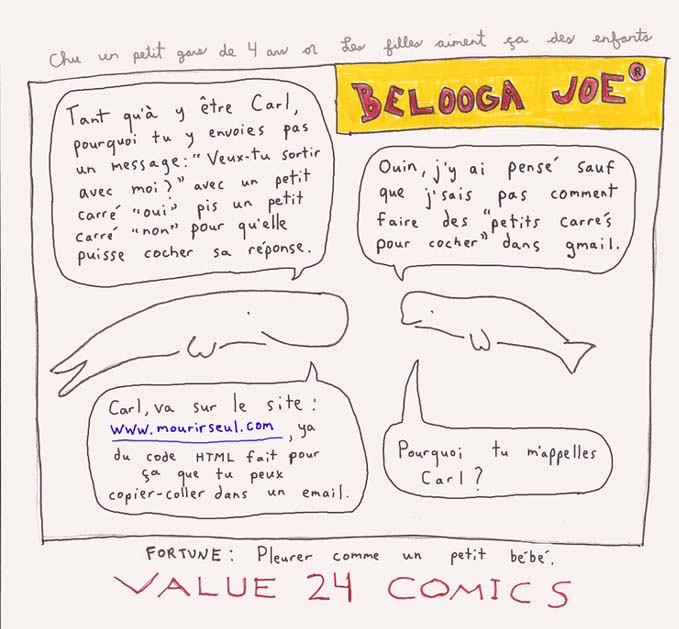 Chu un petit gars de 4 ans or Les filles aiment ça des enfants
BELOOGA JOE®
Tant qu'à y être Carl,
pourquoi tu y envoies pas
un message: "Veux-tu sortir
avec moi?" avec un petit
carré "oui" pis un petit
carré "non" pour qu'elle
puisse cocher sa réponse.
Ouin, j'y ai pensé sauf
que j'sais pas comment
faire des "petits carrés
pour cocher" dans gmail.
Carl, va sur le site:
www.mourirseul.com, ya
du code HTML fait pour
ça que tu peux
copier-coller dans un email.
Pourquoi tu m'appelles
Carl?
FORTUNE: Pleurer comme un petit bébé.
VALUE 24 COMICS